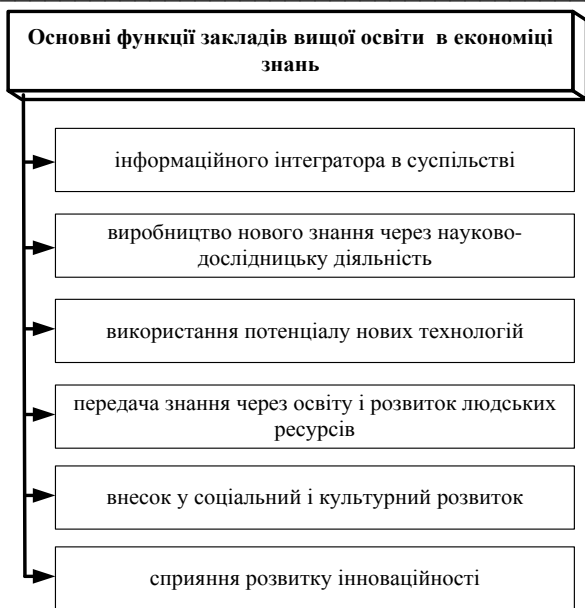 Основні функції закладів вищої освіти в економіці
знань
інформаційного інтегратора в суспільстві
виробництво нового знання через науково-
дослідницьку діяльність
використання потенціалу нових технологій
передача знання через освіту і розвиток людських
ресурсів
внесок у соціальний і культурний розвиток
сприяння розвитку інноваційності